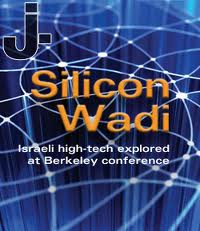 j.
Silicon
Wadi
Israeli high-tech explored
at Berkeley conference